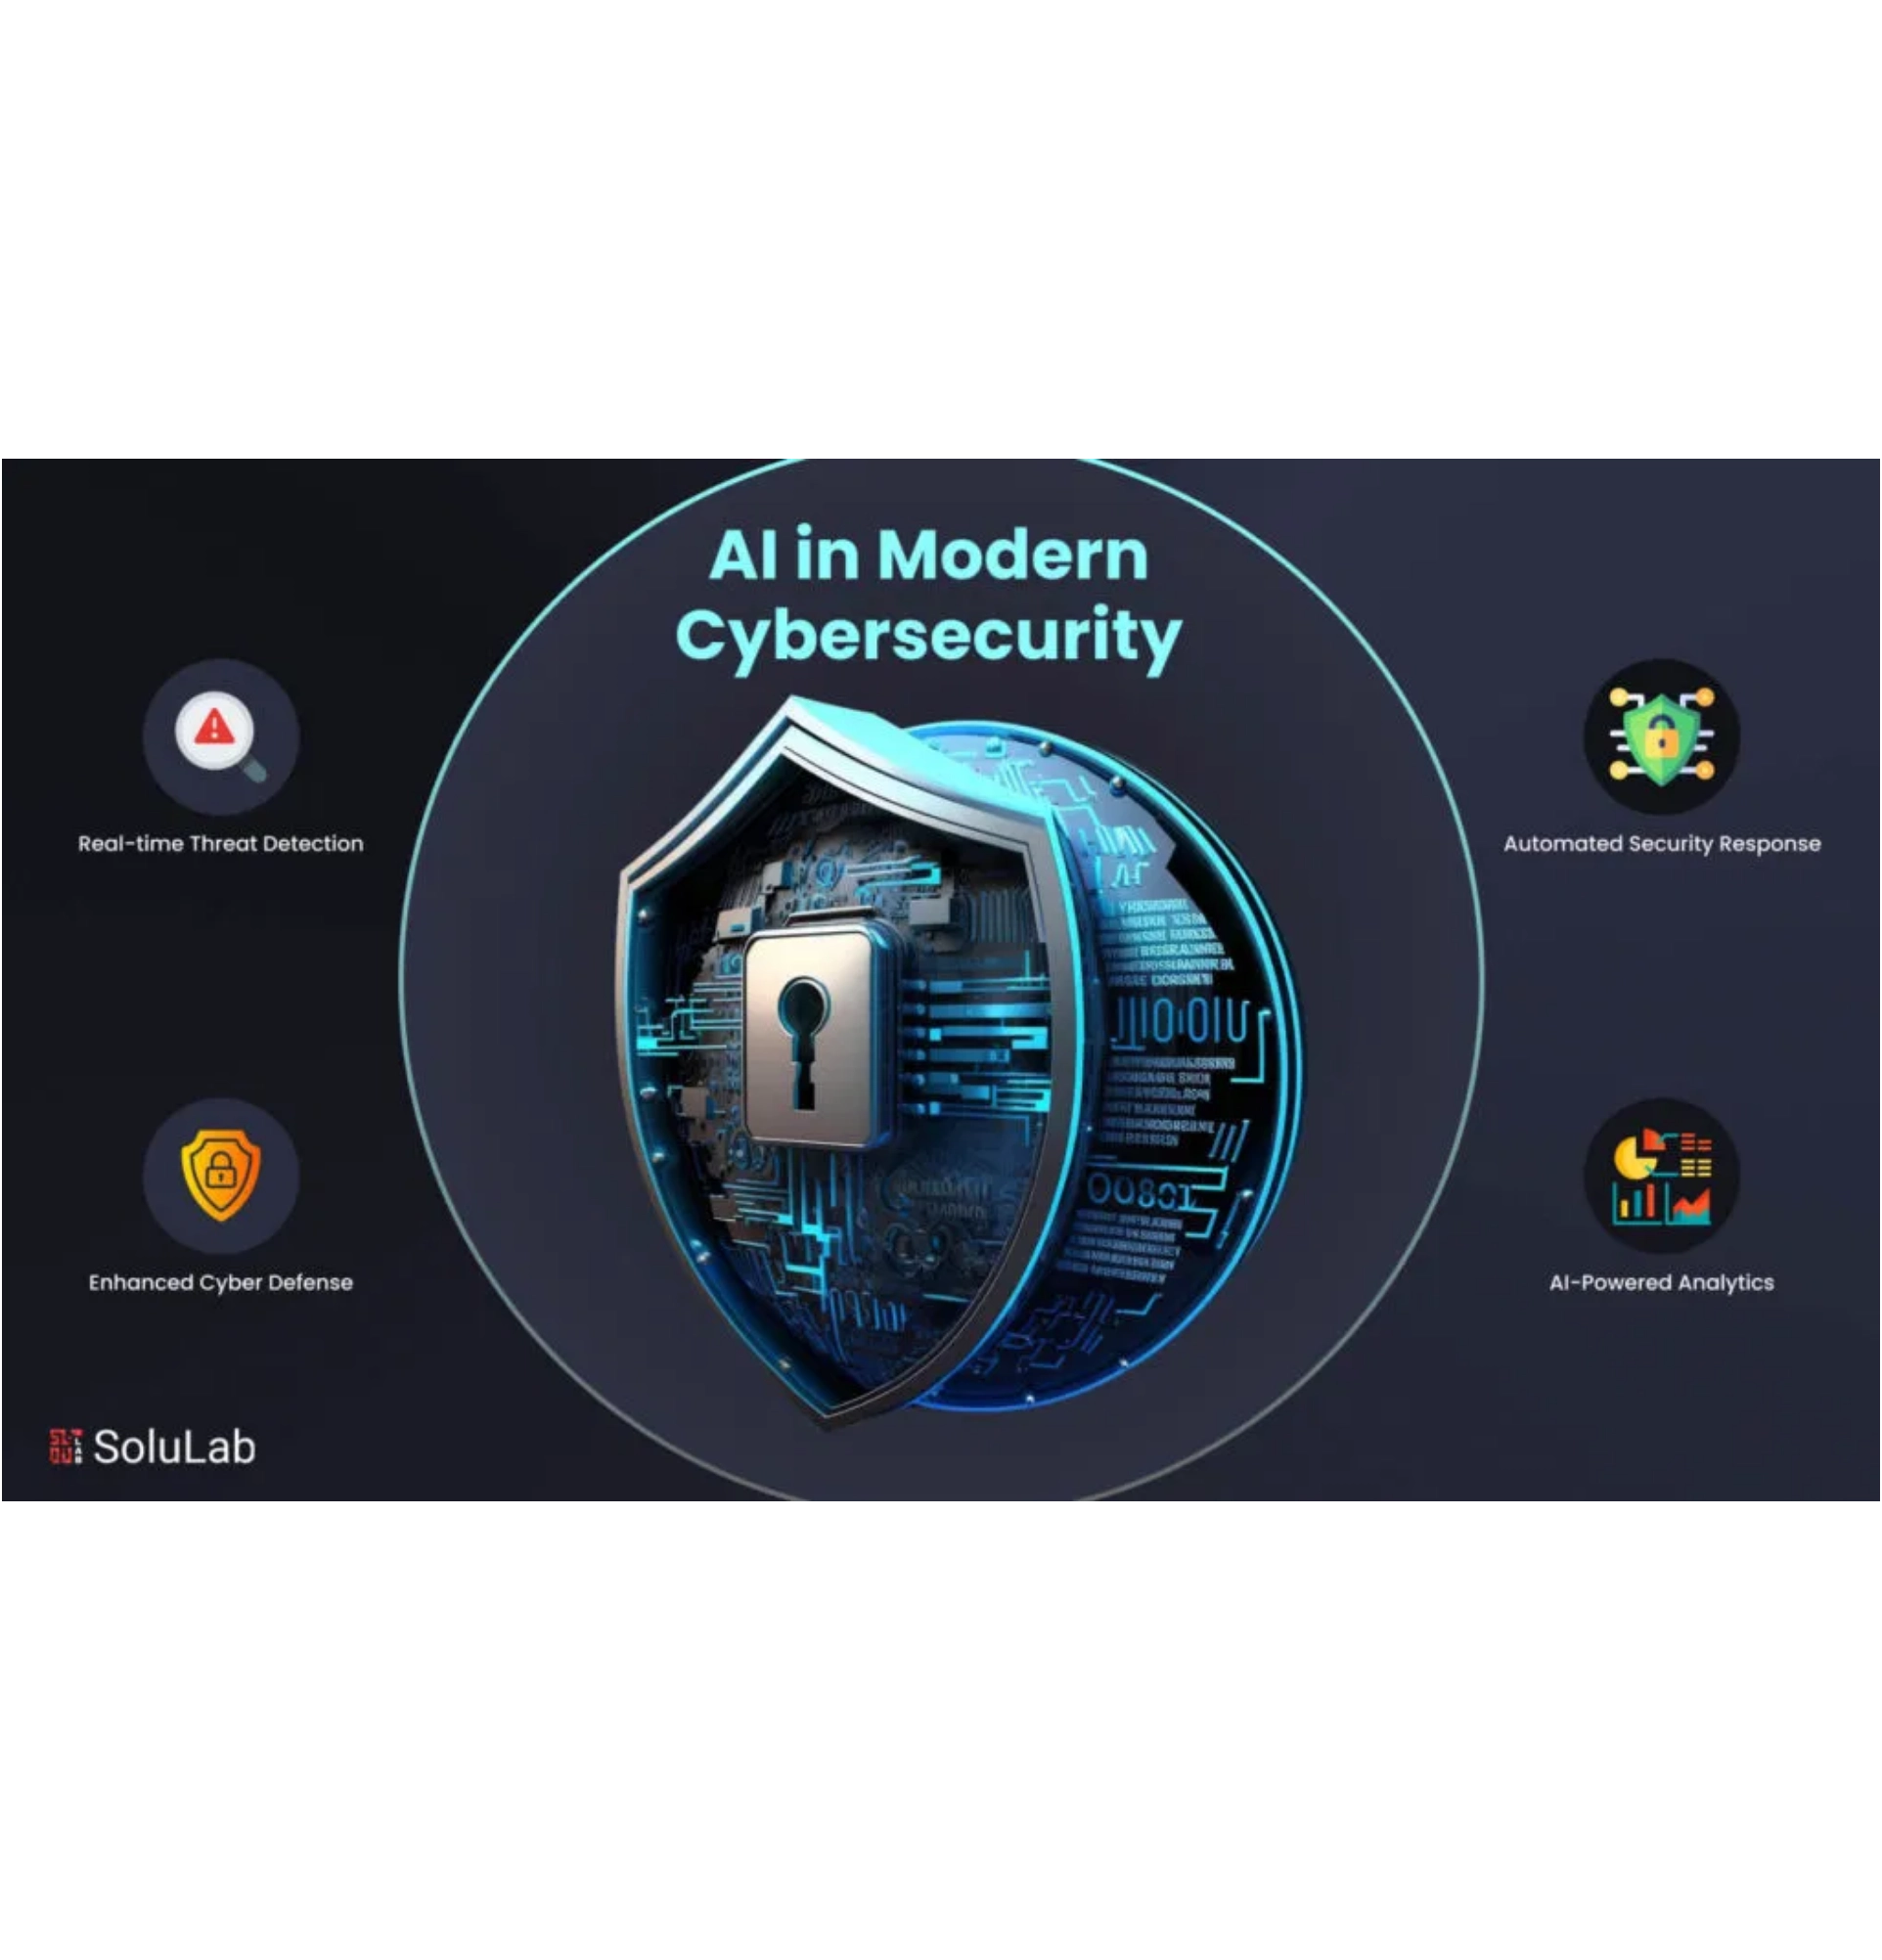 AI in Modern
Cybersecurity
Real-time Threat Detection
Automated Security Response
Enhanced Cyber Defense
AI-Powered Analytics
SoluLab